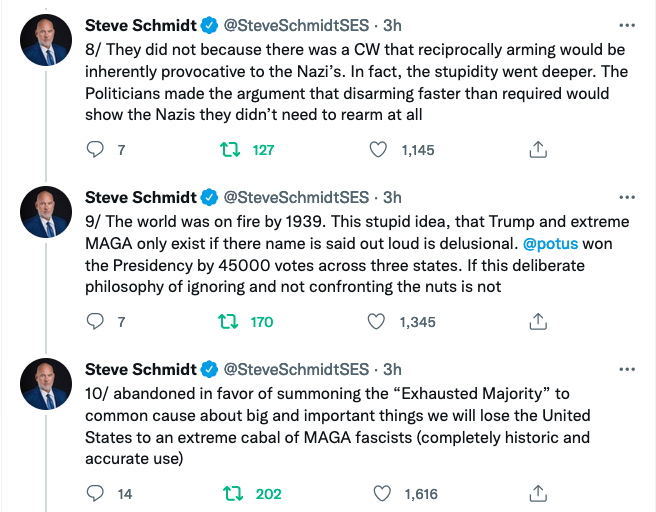 Steve Schmidt @SteveSchmidtSES · 3h
8/ They did not because there was a CW that reciprocally arming would be
inherently provocative to the Nazi’s. In fact, the stupidity went deeper. The
Politicians made the argument that disarming faster than required would
show the Nazis they didn’t need to rearm at all
7 127 1,145
Steve Schmidt @SteveSchmidtSES · 3h
9/ The world was on fire by 1939. This stupid idea, that Trump and extreme
MAGA only exist if there name is said out loud is delusional. @potus won
the Presidency by 45000 votes across three states. If this deliberate
philosophy of ignoring and not confronting the nuts is not
7 170 1,345
Steve Schmidt @SteveSchmidtSES · 3h
10/ abandoned in favor of summoning the “Exhausted Majority” to
common cause about big and important things we will lose the United
States to an extreme cabal of MAGA fascists (completely historic and
accurate use)
14 202 1,616